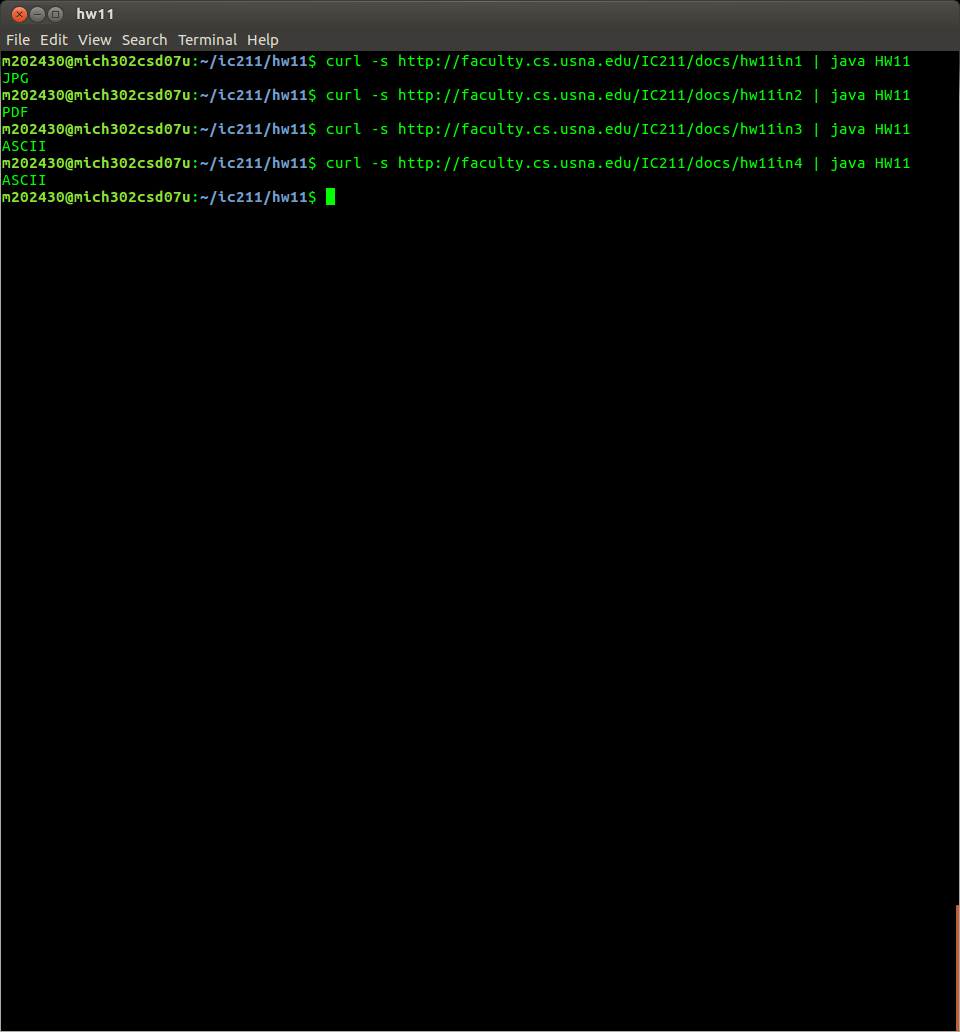 hw11
File Edit View Search Terminal Help
m202430@mich302csd07u:~/ic211/hw11$ curl -s http://faculty.cs.usna.edu/IC211/docs/hw11in1 | java HW11
JPG
m202430@mich302csd07u:~/ic211/hw11$ curl -s http://faculty.cs.usna.edu/IC211/docs/hw11in2 | java HW11
PDF
m202430@mich302csd07u:~/ic211/hw11$ curl -s http://faculty.cs.usna.edu/IC211/docs/hw11in3 | java HW11
ASCII
m202430@mich302csd07u:~/ic211/hw11$ curl -s http://faculty.cs.usna.edu/IC211/docs/hw11in4 | java HW11
ASCII
m202430@mich302csd07u:~/ic211/hw11$